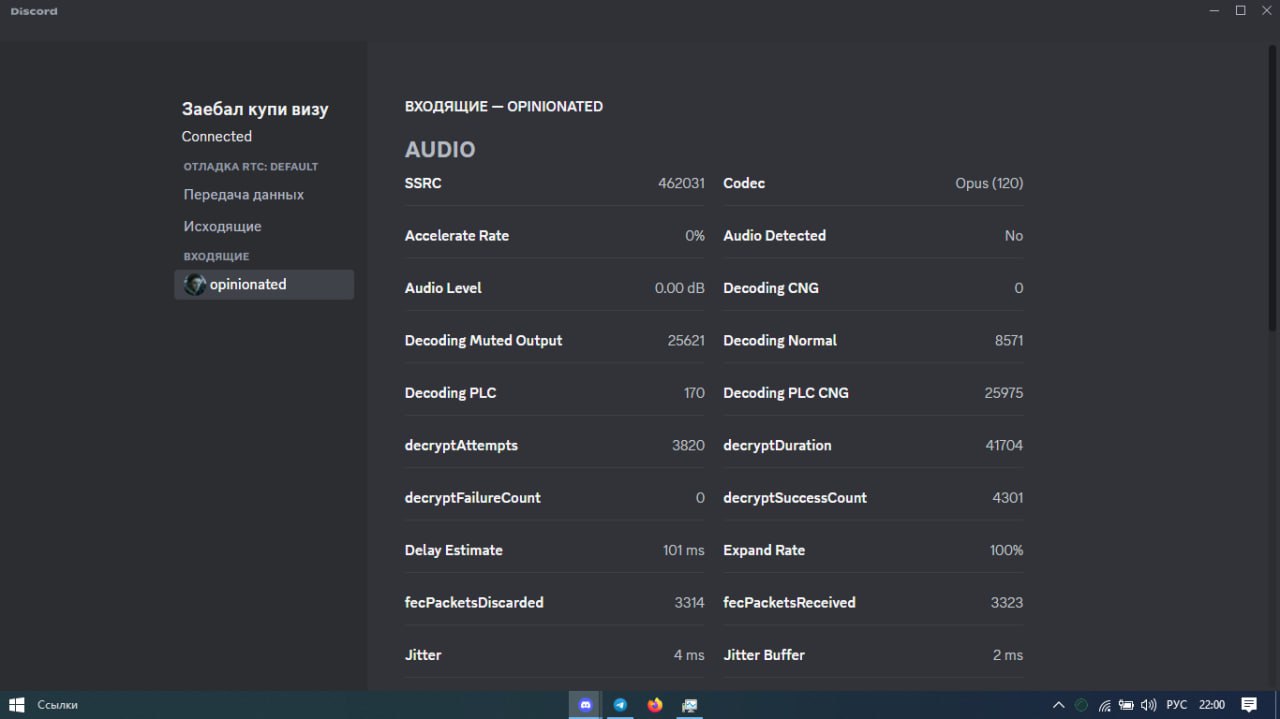 Discord
Заебал купи визу
Connected
ОТЛАДКА RTC: DEFAULT
Передача данных
Исходящие
ВХОДЯЩИЕ
opinionated
ВХОДЯЩИЕ — OPINIONATED
AUDIO
SSRC 462031 Codec Opus (120)
Accelerate Rate 0% Audio Detected No
Audio Level 0.00 dB Decoding CNG 0
Decoding Muted Output 25621 Decoding Normal 8571
Decoding PLC 170 Decoding PLC CNG 25975
decryptAttempts 3820 decryptDuration 41704
decryptFailureCount 0 decryptSuccessCount 4301
Delay Estimate 101 ms Expand Rate 100%
fecPacketsDiscarded 3314 fecPacketsReceived 3323
Jitter 4 ms Jitter Buffer 2 ms
Ссылки РУС 22:00